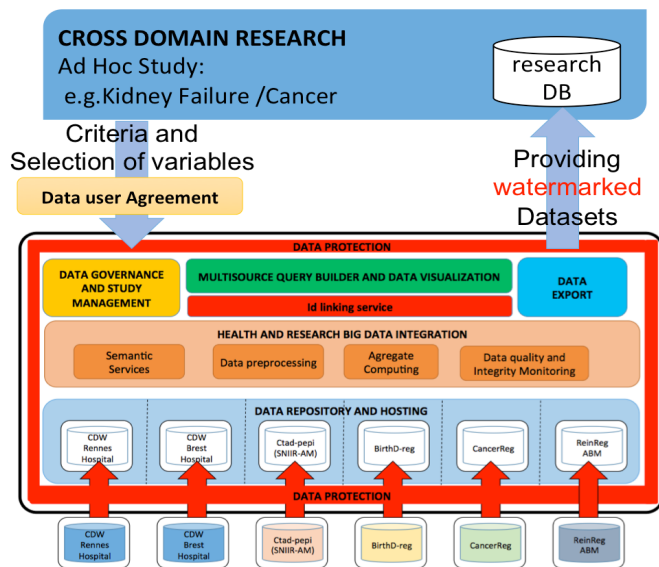 CROSS DOMAIN RESEARCH
Ad Hoc Study:
e.g.Kidney Failure /Cancer
research
DB
Criteria and
Selection of variables
Data user Agreement
Providing
watermarked
Datasets
DATA PROTECTION
DATA GOVERNANCE
AND STUDY
MANAGEMENT
MULTISOURCE QUERY BUILDER AND DATA VISUALIZATION
Id linking service
DATA
EXPORT
HEALTH AND RESEARCH BIG DATA INTEGRATION
Semantic
Services
Data preprocessing
Agregate
Computing
Data quality and
Integrity Monitoring
DATA REPOSITORY AND HOSTING
CDW
Rennes
Hospital
CDW
Brest
Hospital
Ctad-pepi
(SNIIR-AM)
BirthD-reg
CancerReg
ReinReg
ABM
DATA PROTECTION
CDW
Rennes
Hospital
CDW
Brest
Hospital
Ctad-pepi
(SNIIR-AM)
BirthD-reg
CancerReg
ReinReg
ABM